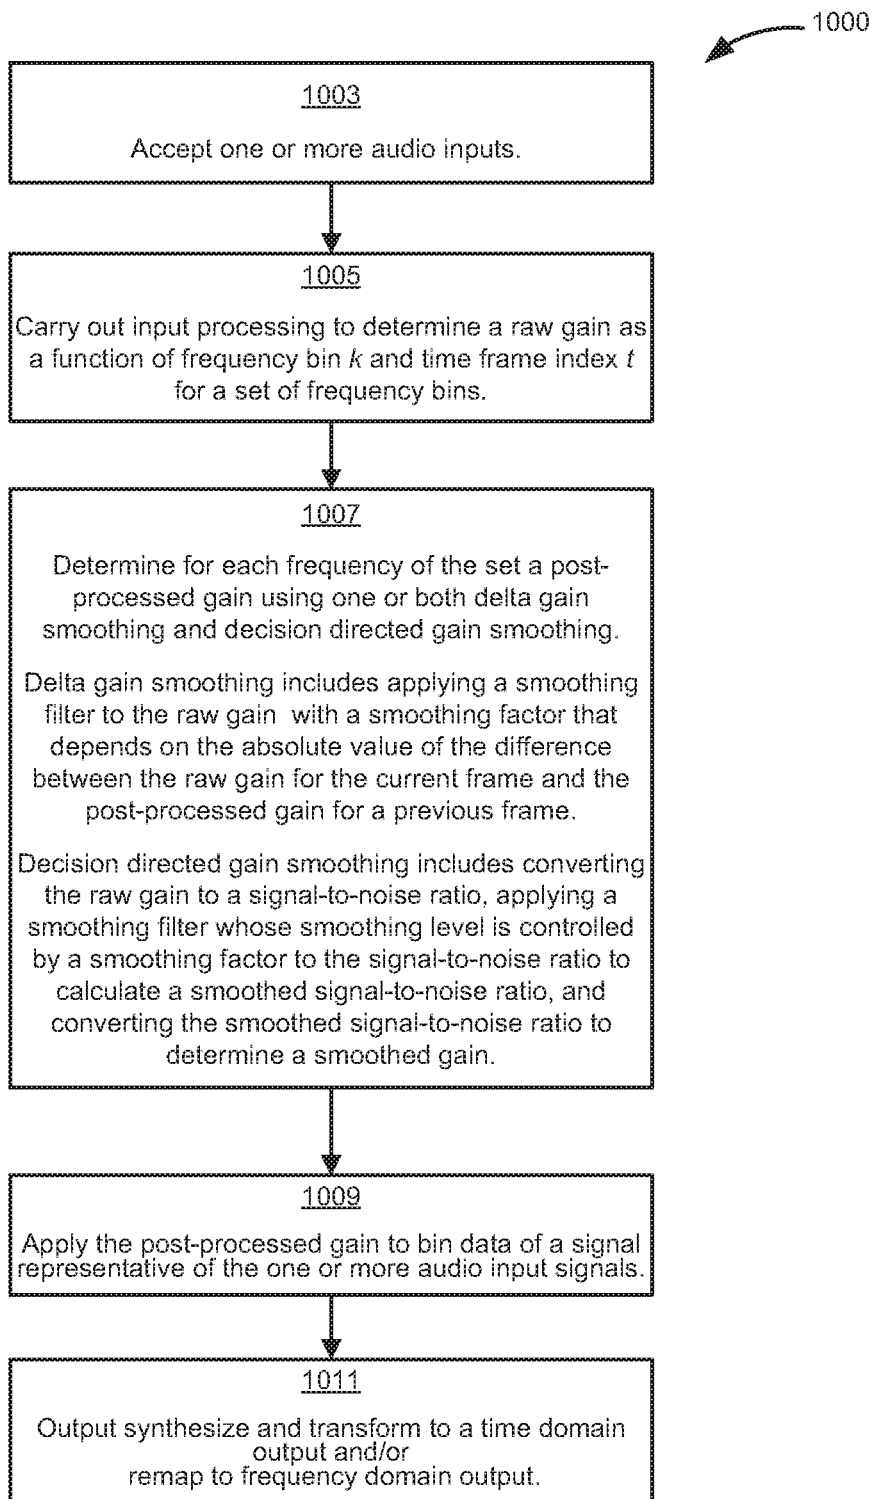 1000
1003
Accept one or more audio inputs.
1005
Carry out input processing to determine a raw gain as
a function of frequency bin k and time frame index t
for a set of frequency bins.
1007
Determine for each frequency of the set a post-
processed gain using one or both delta gain
smoothing and decision directed gain smoothing.
Delta gain smoothing includes applying a smoothing
filter to the raw gain with a smoothing factor that
depends on the absolute value of the difference
between the raw gain for the current frame and the
post-processed gain for a previous frame.
Decision directed gain smoothing includes converting
the raw gain to a signal-to-noise ratio, applying a
smoothing filter whose smoothing level is controlled
by a smoothing factor to the signal-to-noise ratio to
calculate a smoothed signal-to-noise ratio, and
converting the smoothed signal-to-noise ratio to
determine a smoothed gain.
1009
Apply the post-processed gain to bin data of a signal
representative of the one or more audio input signals.
1011
Output synthesize and transform to a time domain
output and/or
remap to frequency domain output.